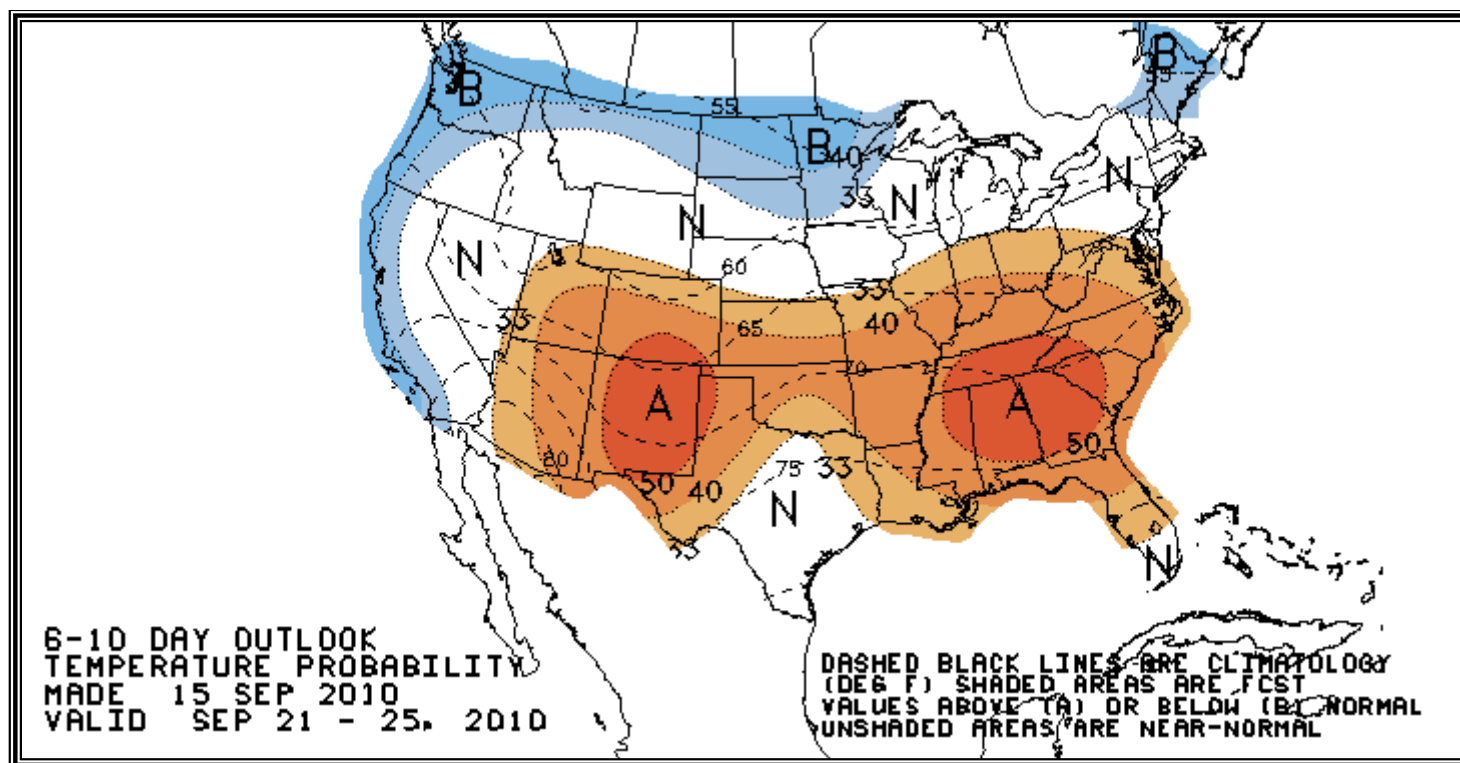 B
B
55
55
B
40
N
33
N
N
N
60
33
33
65
40
70
A
A
50
80
75
33
50
40
N
33
N
6-10 DAY OUTLOOK
TEMPERATURE PROBABILITY
MADE 15 SEP 2010
VALID SEP 21 - 25, 2010
DASHED BLACK LINES ARE CLIMATOLOGY
(DEG F) SHADED AREAS ARE FCST
VALUES ABOVE (A) OR BELOW (B) NORMAL
UNSHADED AREAS ARE NEAR-NORMAL